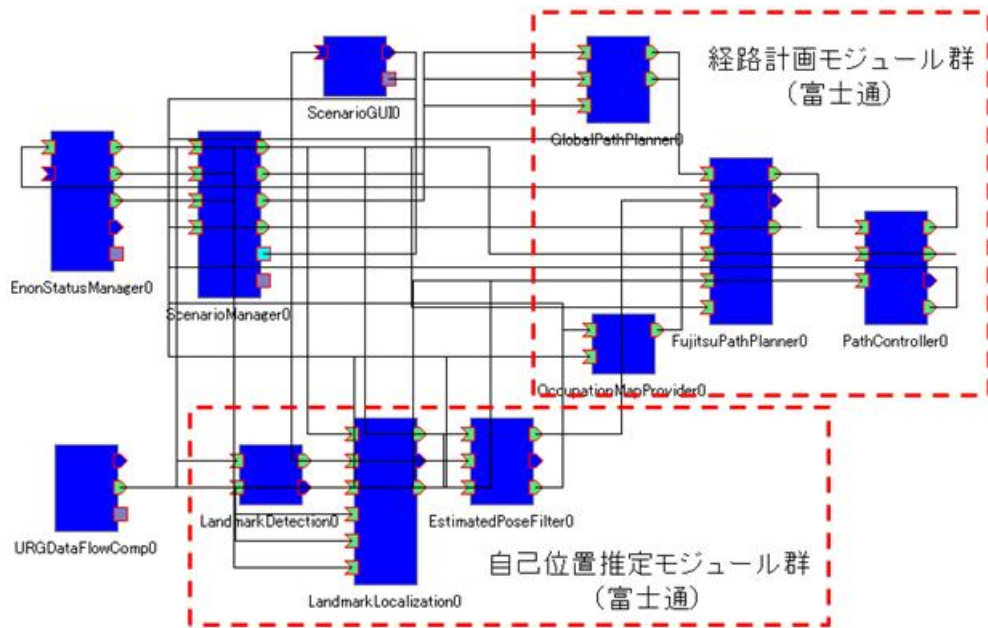 経路計画モジュール群
(富士通)
ScenarioGUI0
GlobalPathPlanner0
EnonStatusManager0
ScenarioManager0
FujitsuPathPlanner0
PathController0
OccupationMapProvider0
URGDataFlowComp0
LandmarkDetection0
EstimatedPoseFilter0
LandmarkLocalization0
自己位置推定モジュール群
(富士通)